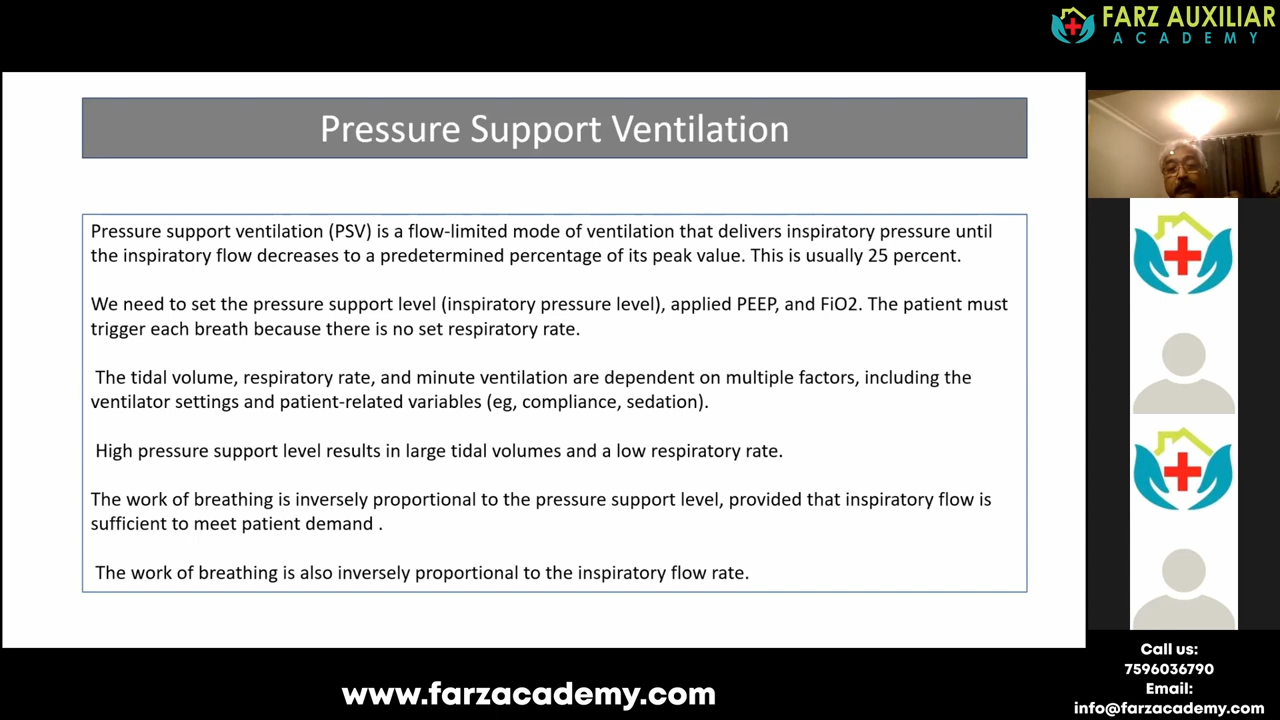 FARZ AUXILIAR
ACADEMY
Pressure Support Ventilation
Pressure support ventilation (PSV) is a flow-limited mode of ventilation that delivers inspiratory pressure until
the inspiratory flow decreases to a predetermined percentage of its peak value. This is usually 25 percent.
We need to set the pressure support level (inspiratory pressure level), applied PEEP, and FiO2. The patient must
trigger each breath because there is no set respiratory rate.
The tidal volume, respiratory rate, and minute ventilation are dependent on multiple factors, including the
ventilator settings and patient-related variables (eg, compliance, sedation).
High pressure support level results in large tidal volumes and a low respiratory rate.
The work of breathing is inversely proportional to the pressure support level, provided that inspiratory flow is
sufficient to meet patient demand .
The work of breathing is also inversely proportional to the inspiratory flow rate.
Call us:
7596036790
Email:
info@farzacademy.com
www.farzacademy.com